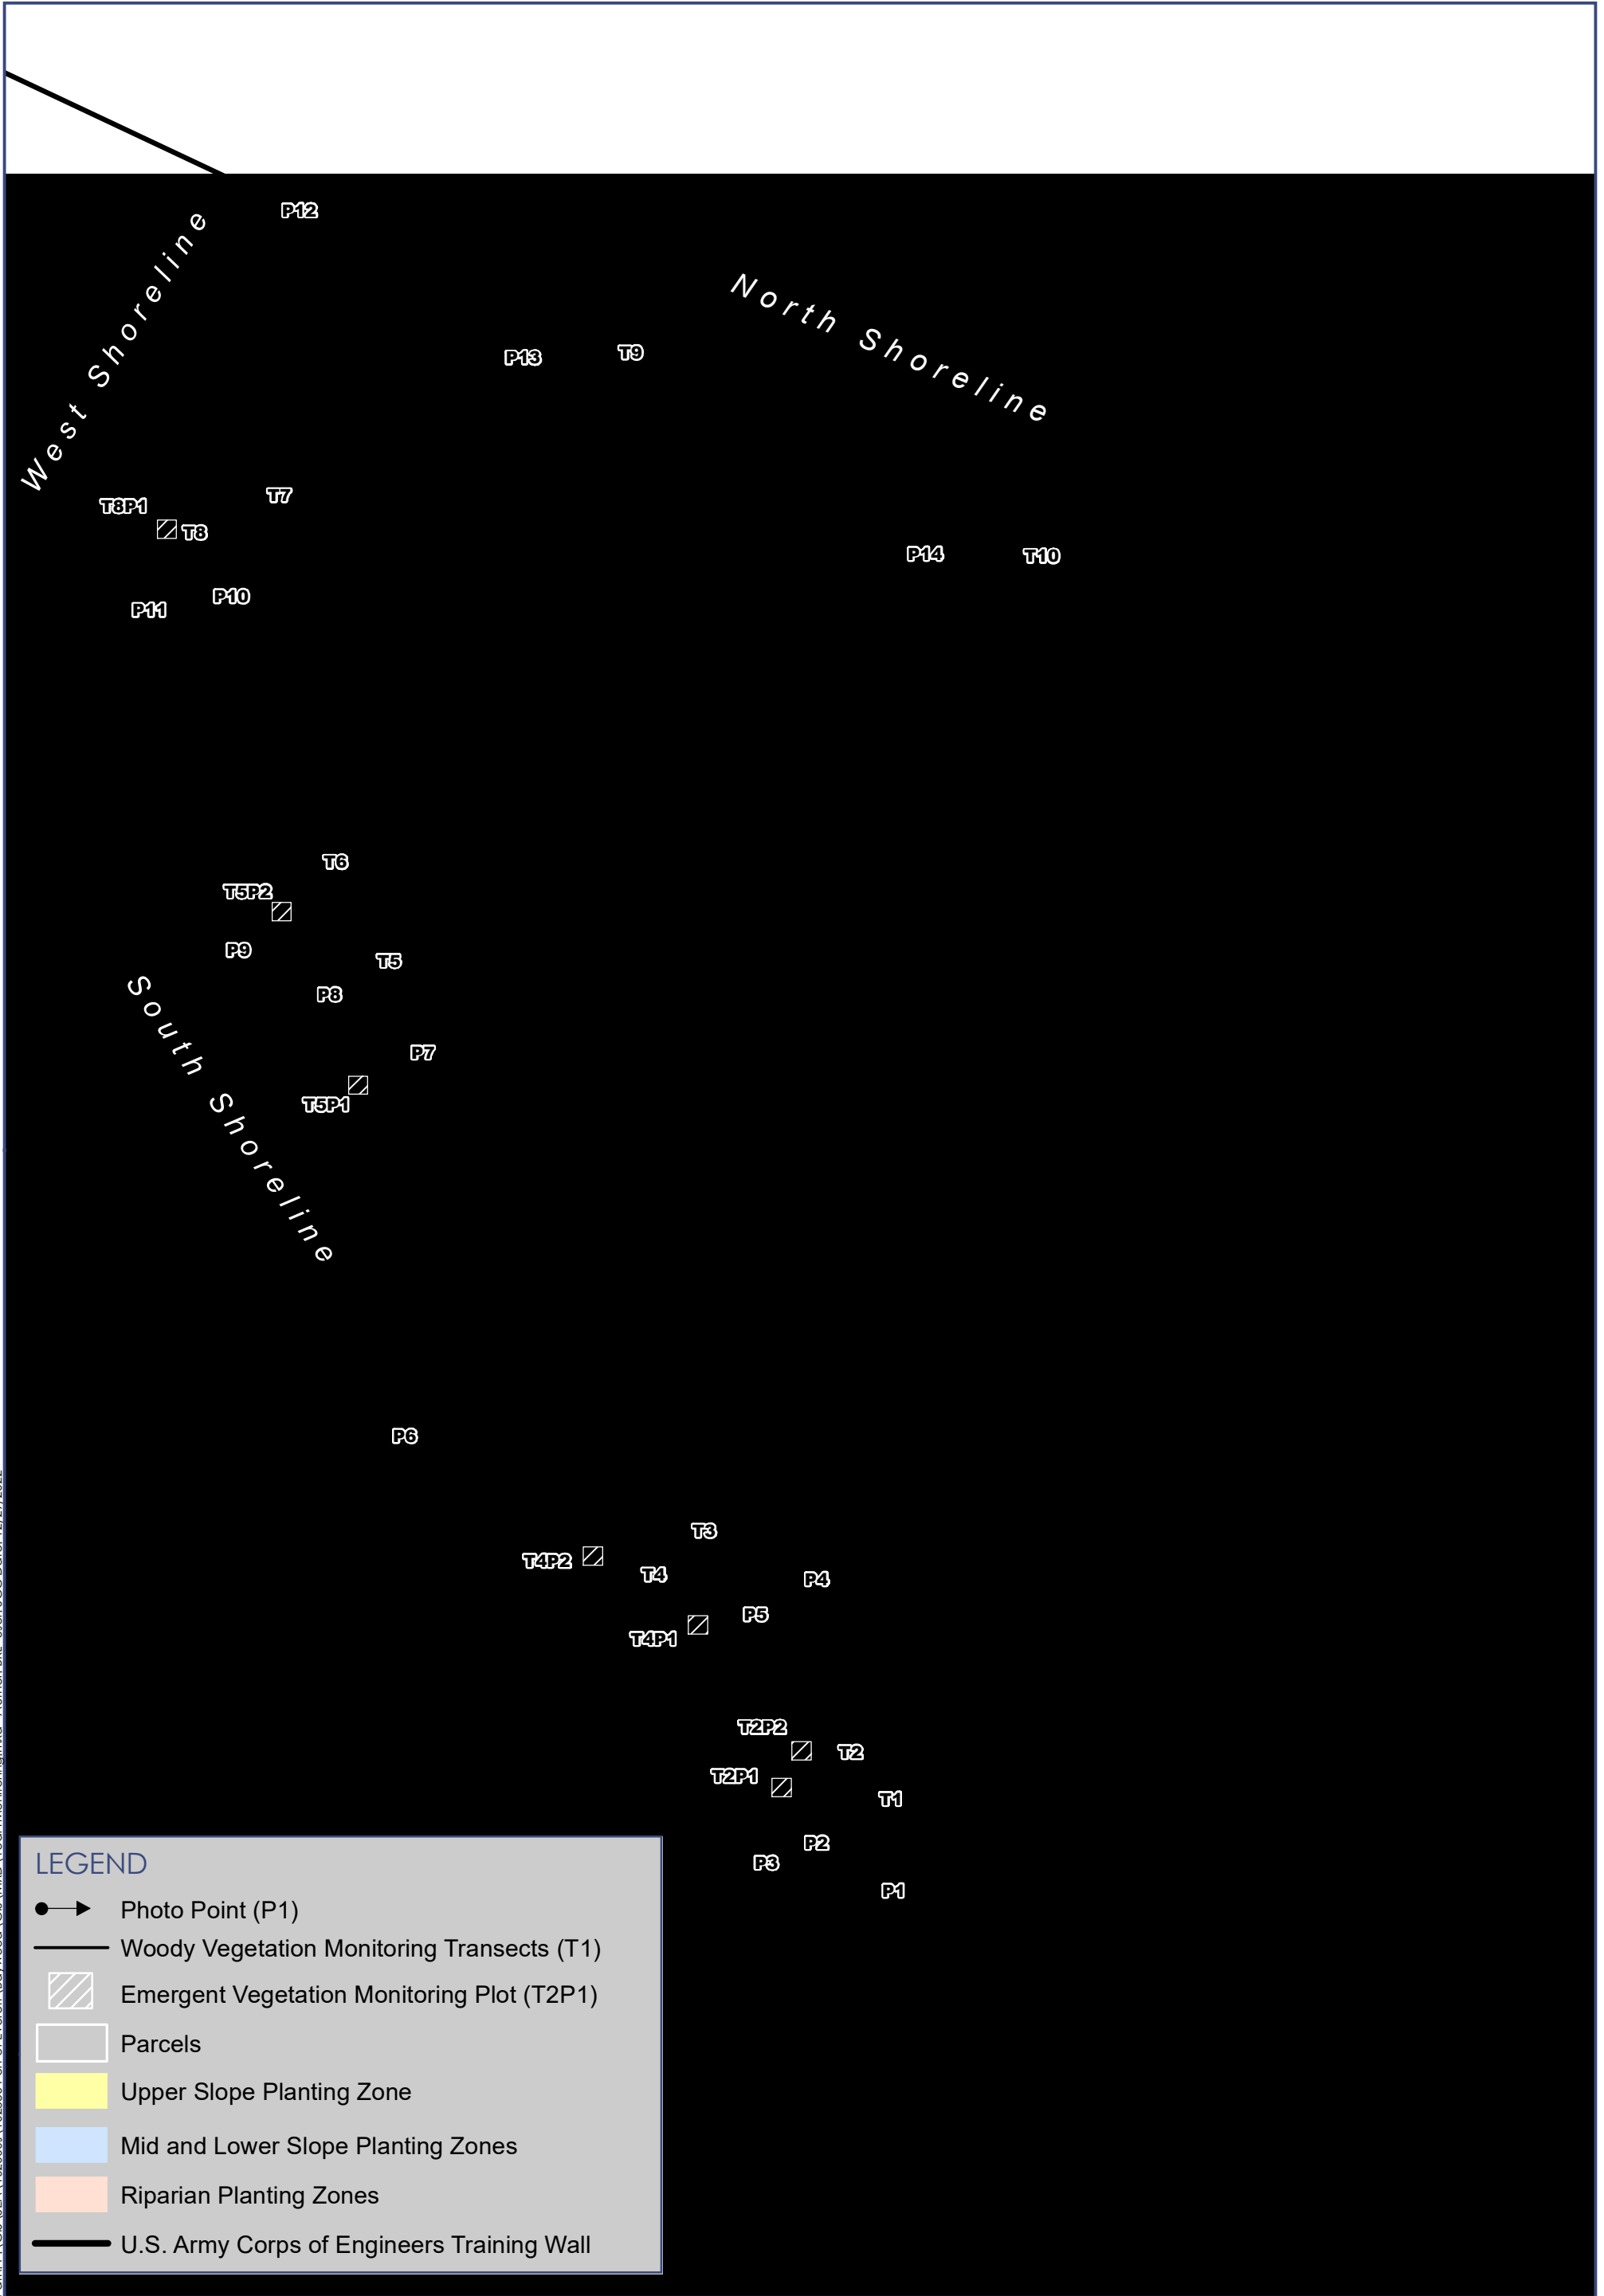 P12
West Shoreline
North Shoreline
P13
T9
T7
T8P1
T8
P14
T10
P10
P11
T6
T5P2
P9
T5
P8
P7
T5P1
South Shoreline
P6
T3
T4P2
T4
P4
P5
T4P1
T2P2
T2
T2P1
T1
P2
P3
P1
LEGEND
Photo Point (P1)
Woody Vegetation Monitoring Transects (T1)
Emergent Vegetation Monitoring Plot (T2P1)
Parcels
Upper Slope Planting Zone
Mid and Lower Slope Planting Zones
Riparian Planting Zones
U.S. Army Corps of Engineers Training Wall